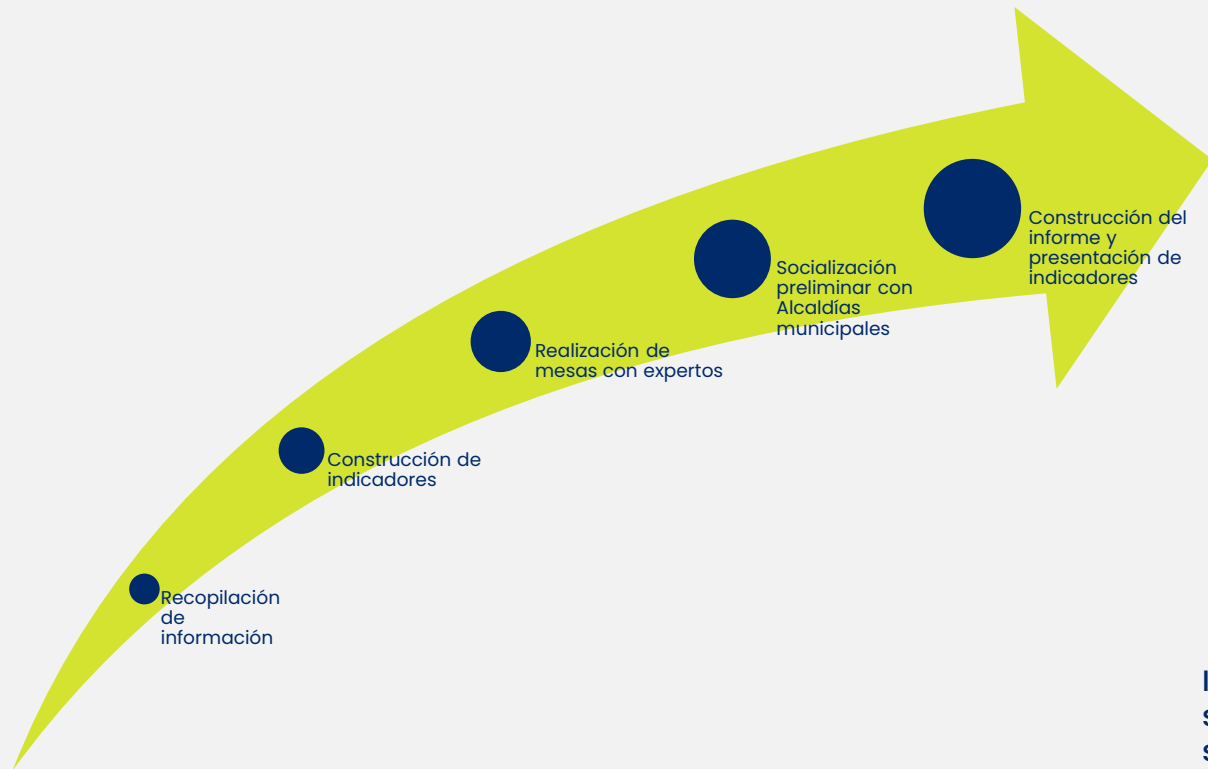 Construcción del
informe y
presentación de
indicadores
Socialización
preliminar con
Alcaldías
municipales
Realización de
mesas con expertos
Construcción de
indicadores
Recopilación
de
información